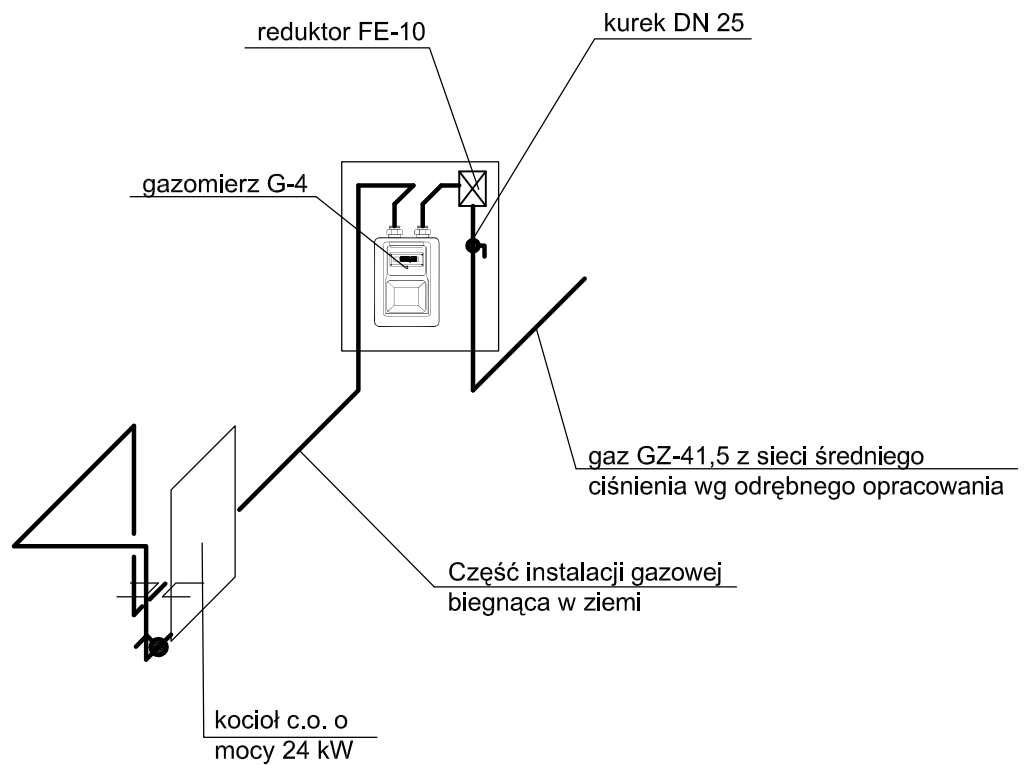 kurek DN 25
reduktor FE-10
gazomierz G-4
gaz GZ-41,5 z sieci średniego
ciśnienia wg odrębnego opracowania
Część instalacji gazowej
biegnąca w ziemi
kocioł c.o. o
mocy 24 kW